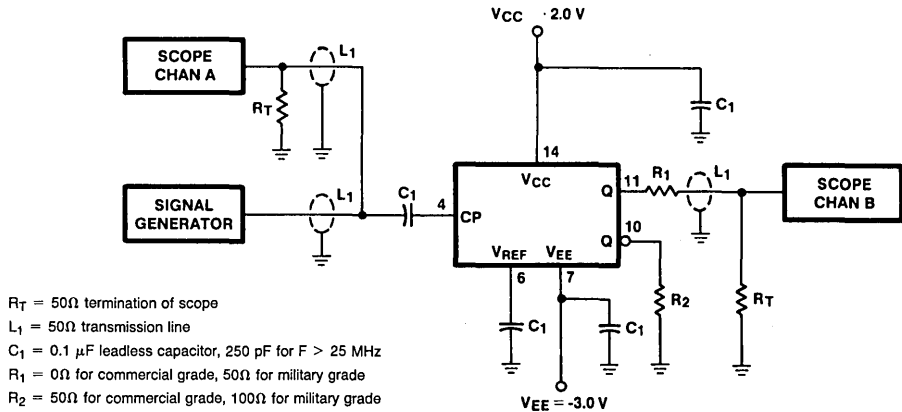 VCC · 2.0 V
SCOPE
CHAN A
L1
RT
C1
14
VCC
SIGNAL
GENERATOR
L1
C1
4
CP
Q
11
R1
L1
SCOPE
CHAN B
Q
10
VREF
VEE
6
7
R2
RT
C1
C1
VEE = -3.0 V
RT = 50Ω termination of scope
L1 = 50Ω transmission line
C1 = 0.1 μF leadless capacitor, 250 pF for F > 25 MHz
R1 = 0Ω for commercial grade, 50Ω for military grade
R2 = 50Ω for commercial grade, 100Ω for military grade